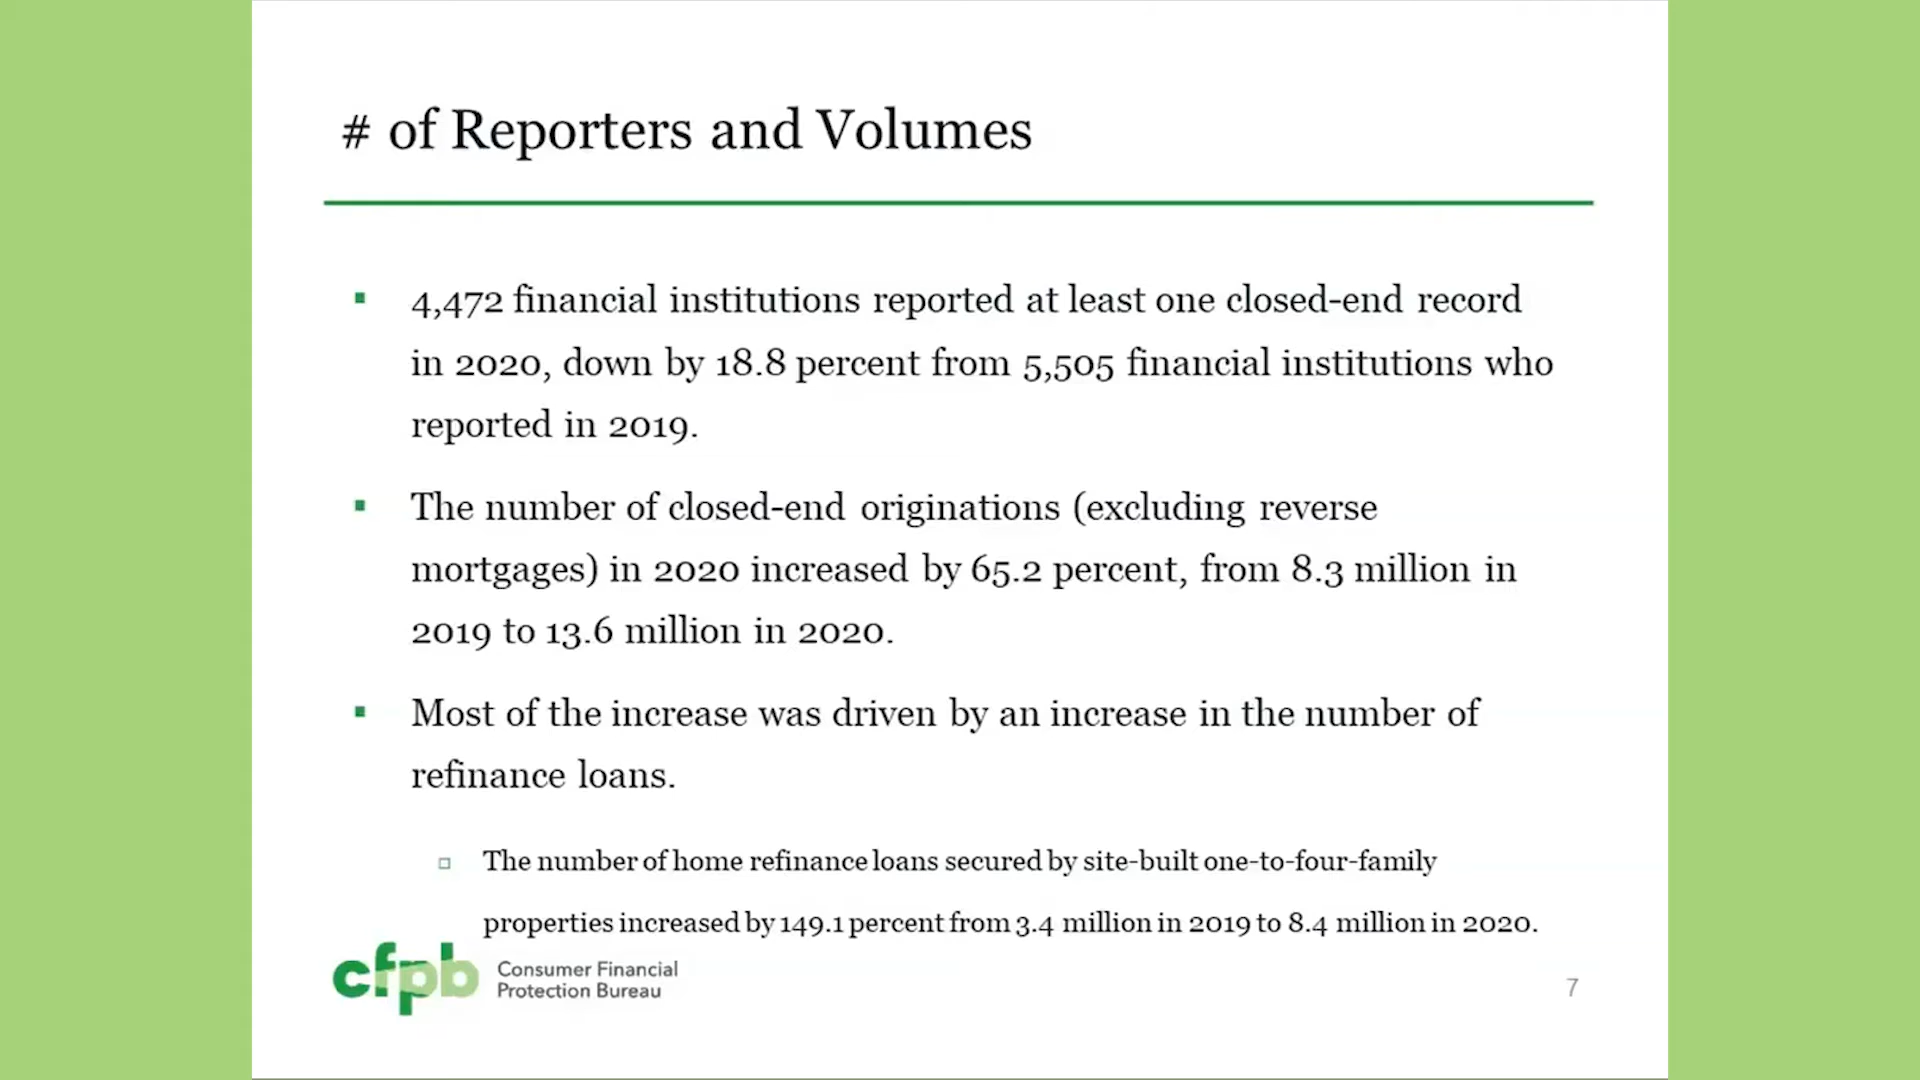 # of Reporters and Volumes
4,472 financial institutions reported at least one closed-end record
in 2020, down by 18.8 percent from 5,505 financial institutions who
reported in 2019.
The number of closed-end originations (excluding reverse
mortgages) in 2020 increased by 65.2 percent, from 8.3 million in
2019 to 13.6 million in 2020.
Most of the increase was driven by an increase in the number of
refinance loans.
The number of home refinance loans secured by site-built one-to-four-family
properties increased by 149.1 percent from 3.4 million in 2019 to 8.4 million in 2020.
cfpb
Consumer Financial
Protection Bureau
7